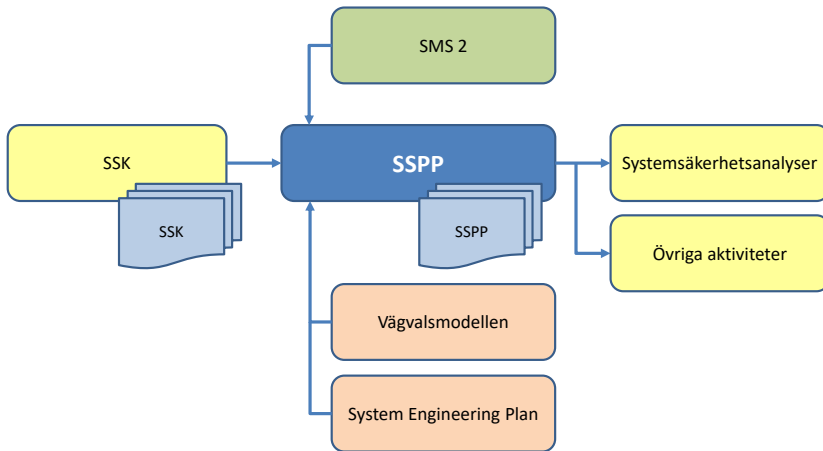 SMS 2
SSK
SSPP
Systemsäkerhetsanalyser
SSK
SSPP
Övriga aktiviteter
Vägvalsmodellen
System Engineering Plan